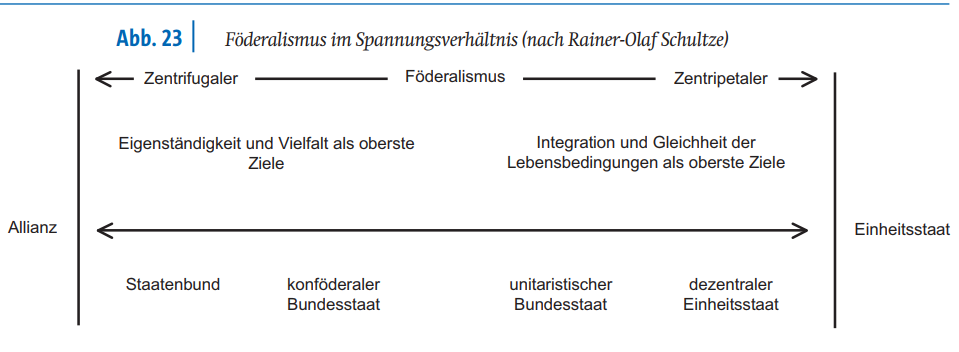 Abb. 23 Föderalismus im Spannungsverhältnis (nach Rainer-Olaf Schultze)
Zentrifugaler Föderalismus Zentripetaler
Eigenständigkeit und Vielfalt als oberste
Ziele
Integration und Gleichheit der
Lebensbedingungen als oberste Ziele
Allianz
Einheitsstaat
Staatenbund
konföderaler
Bundesstaat
unitaristischer
Bundesstaat
dezentraler
Einheitsstaat